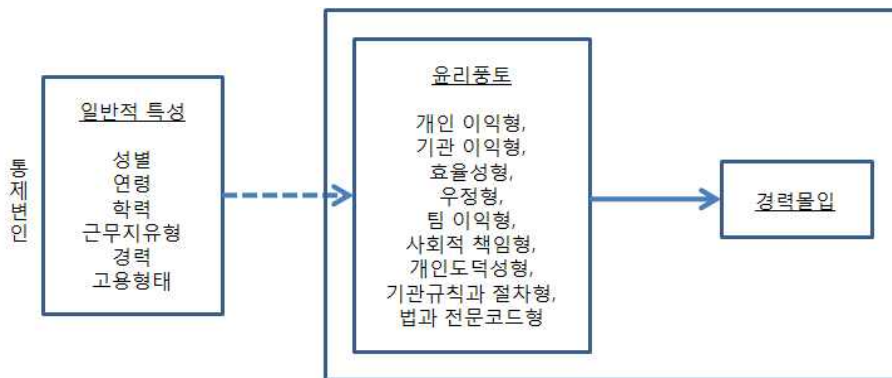 통제변인
일반적 특성
성별
연령
학력
근무지유형
경력
고용형태
윤리풍토
개인 이익형,
기관 이익형,
효율성형,
우정형,
팀 이익형,
사회적 책임형,
개인도덕성형,
기관규칙과 절차형,
법과 전문코드형
경력몰입